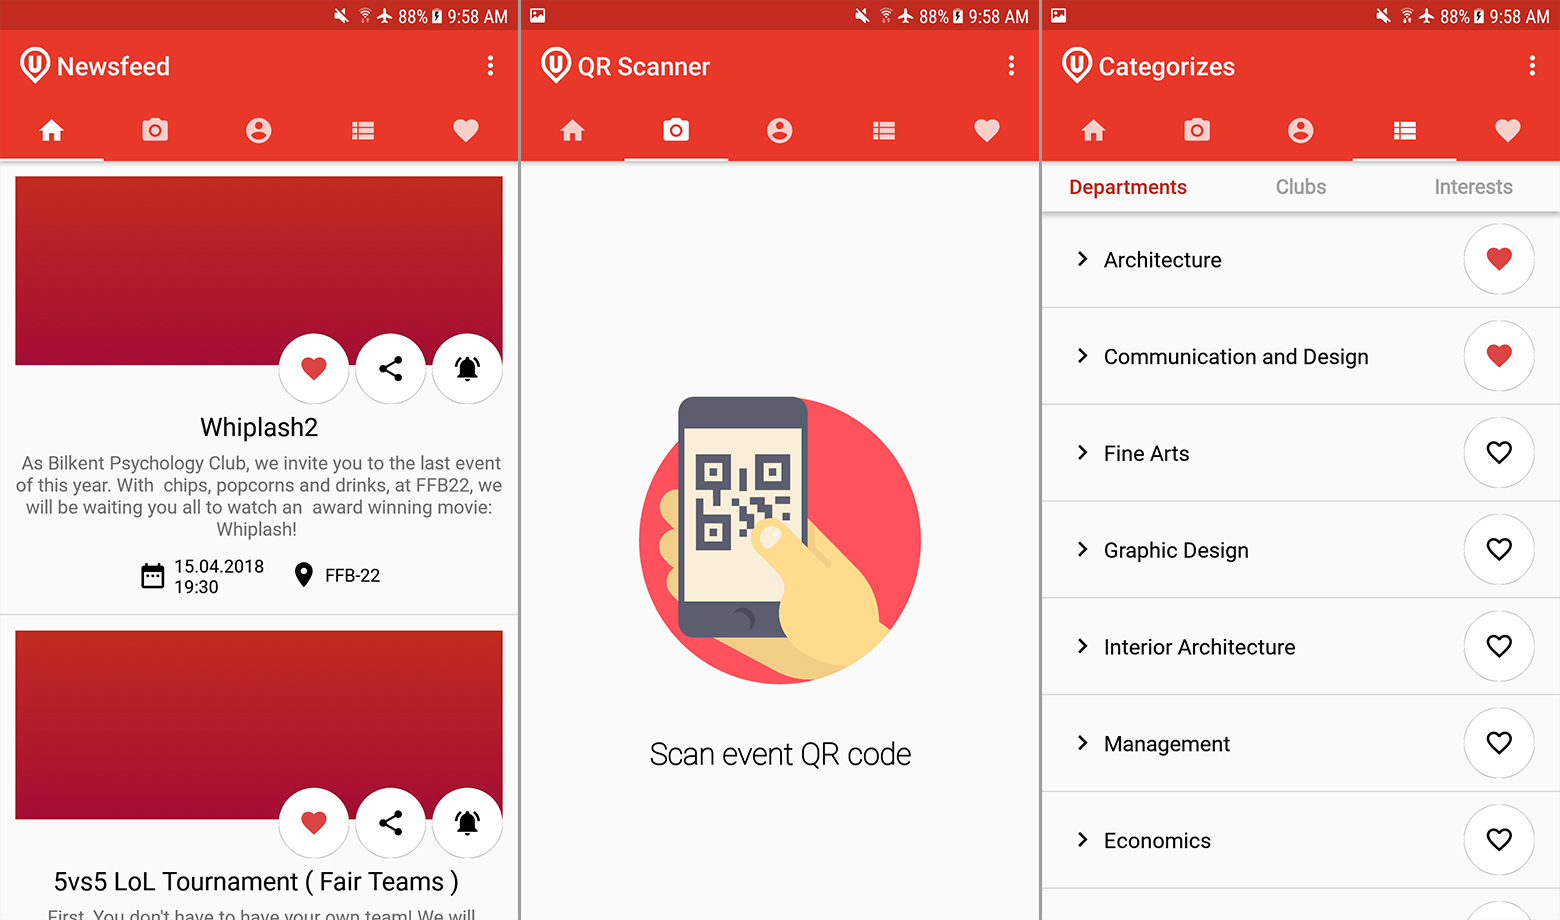 88% 9:58 AM
U Newsfeed
Whiplash2
As Bilkent Psychology Club, we invite you to the last event
of this year. With  chips, popcorns and drinks, at FFB22, we
will be waiting you all to watch an  award winning movie:
Whiplash!
15.04.2018
19:30
FFB-22
5vs5 LoL Tournament ( Fair Teams )
First, You don't have to have your own team! We will
88% 9:58 AM
U QR Scanner
Scan event QR code
88% 9:58 AM
U Categorizes
Departments Clubs Interests
Architecture
Communication and Design
Fine Arts
Graphic Design
Interior Architecture
Management
Economics